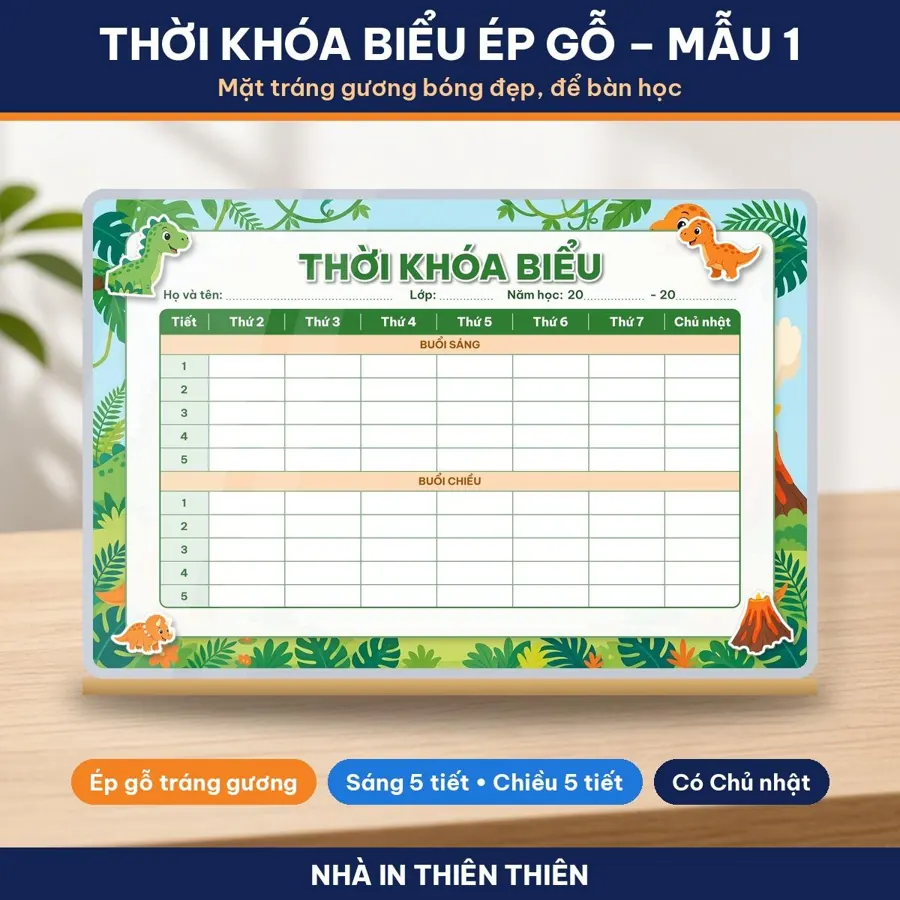 THỜI KHÓA BIỂU ÉP GỖ – MẪU 1
Mặt tráng gương bóng đẹp, để bàn học
THỜI KHÓA BIỂU
Họ và tên: Lớp: Năm học: 20 - 20
Tiết Thứ 2 Thứ 3 Thứ 4 Thứ 5 Thứ 6 Thứ 7 Chủ nhật
BUỔI SÁNG
1
2
3
4
5
BUỔI CHIỀU
1
2
3
4
5
Ép gỗ tráng gương Sáng 5 tiết • Chiều 5 tiết Có Chủ nhật
NHÀ IN THIÊN THIÊN